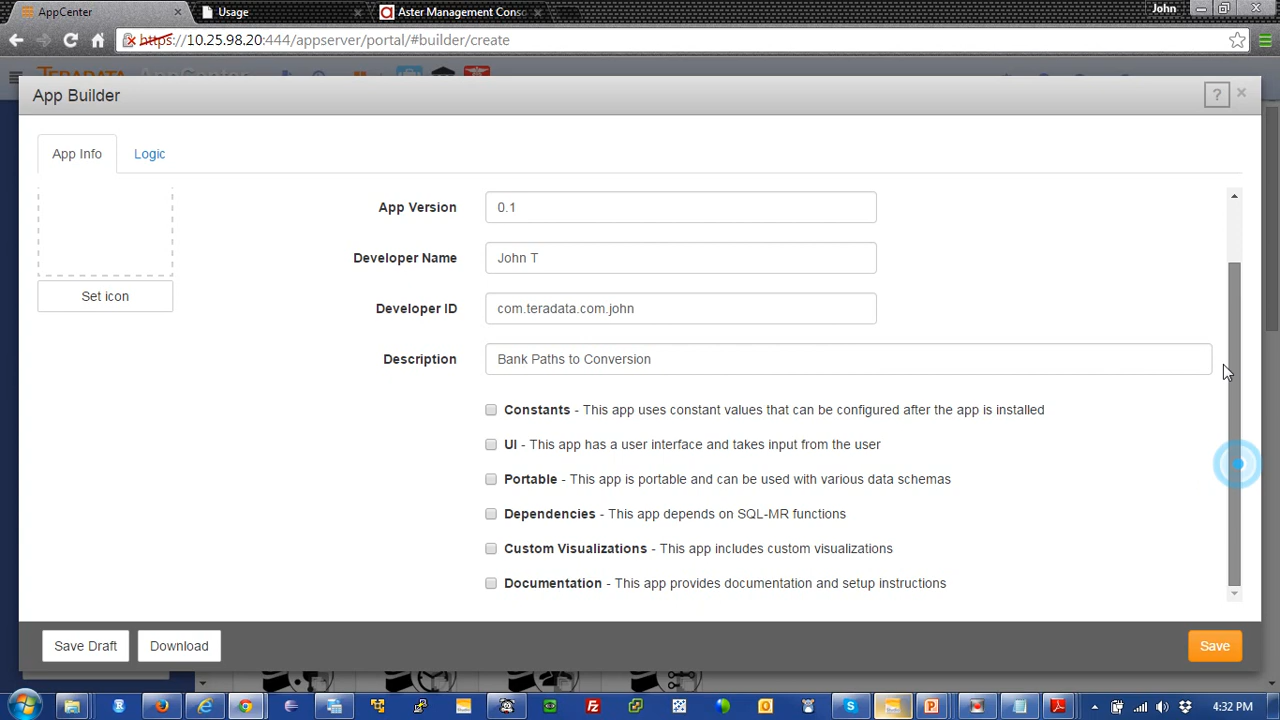 AppCenter
Usage
Aster Management Conso
John
https://10.25.98.20:444/appserver/portal/#builder/create
TERADATA AppCenter
App Builder
?
App Info
Logic
App Version
0.1
Developer Name
John T
Set icon
Developer ID
com.teradata.com.john
Description
Bank Paths to Conversion
Constants - This app uses constant values that can be configured after the app is installed
UI - This app has a user interface and takes input from the user
Portable - This app is portable and can be used with various data schemas
Dependencies - This app depends on SQL-MR functions
Custom Visualizations - This app includes custom visualizations
Documentation - This app provides documentation and setup instructions
Save Draft
Download
Save
4:32 PM